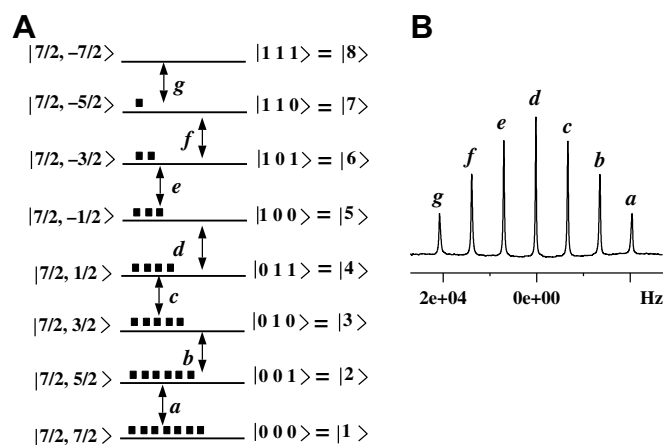 A
B
|7/2, −7/2⟩ |1 1 1⟩ = |8⟩
g
|7/2, −5/2⟩ |1 1 0⟩ = |7⟩
f
|7/2, −3/2⟩ |1 0 1⟩ = |6⟩
e
|7/2, −1/2⟩ |1 0 0⟩ = |5⟩
d
|7/2, 1/2⟩ |0 1 1⟩ = |4⟩
c
|7/2, 3/2⟩ |0 1 0⟩ = |3⟩
b
|7/2, 5/2⟩ |0 0 1⟩ = |2⟩
a
|7/2, 7/2⟩ |0 0 0⟩ = |1⟩
g f e d c b a
2e+04 0e+00 Hz